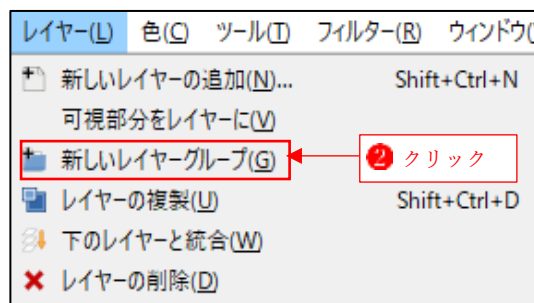 レイヤー(L) 色(C) ツール(T) フィルター(R) ウィンドウ(
新しいレイヤーの追加(N)... Shift+Ctrl+N
可視部分をレイヤーに(V)
新しいレイヤーグループ(G) ❷ クリック
レイヤーの複製(U) Shift+Ctrl+D
下のレイヤーと統合(W)
レイヤーの削除(D)